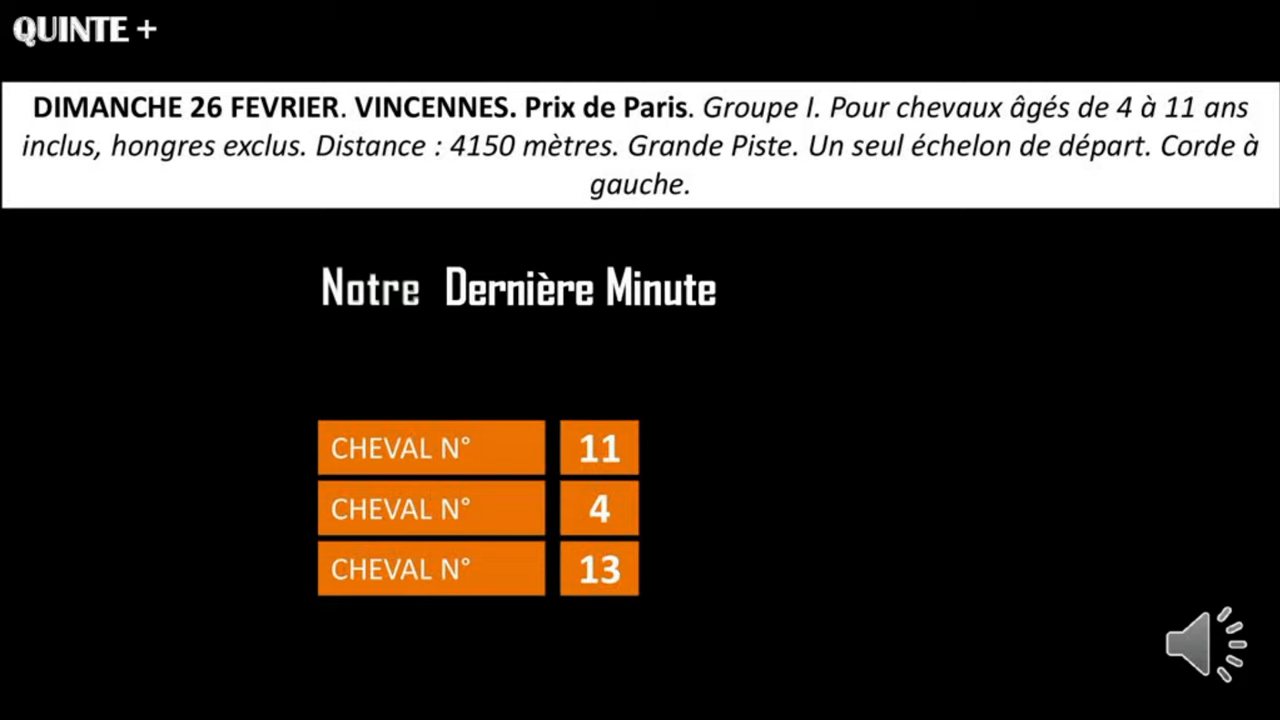 QUINTE +
DIMANCHE 26 FEVRIER. VINCENNES. Prix de Paris. Groupe I. Pour chevaux âgés de 4 à 11 ans
inclus, hongres exclus. Distance : 4150 mètres. Grande Piste. Un seul échelon de départ. Corde à
gauche.
Notre Dernière Minute
CHEVAL N° 11
CHEVAL N° 4
CHEVAL N° 13